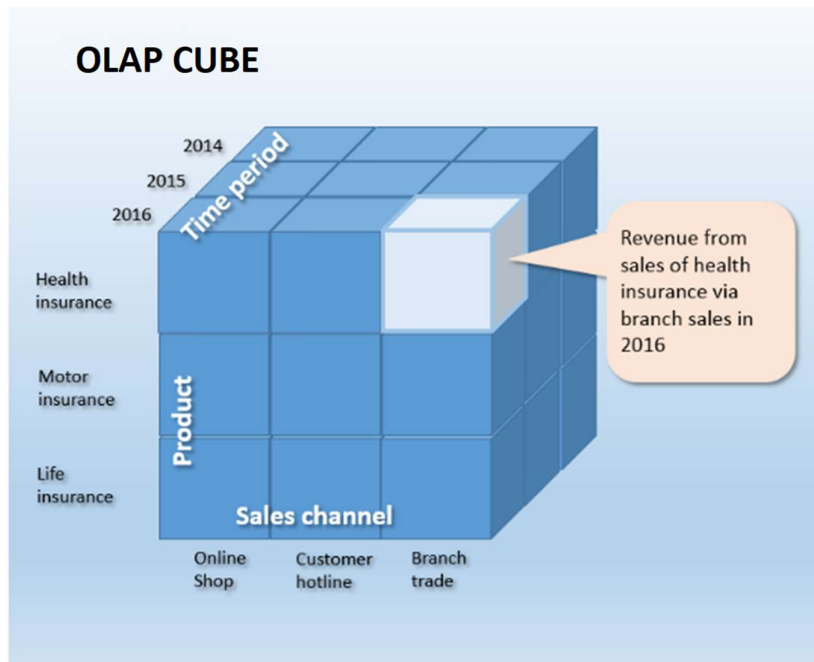 OLAP CUBE
2014
2015
2016
Time period
Health
insurance
Motor
insurance
Life
insurance
Product
Sales channel
Online
Shop
Customer
hotline
Branch
trade
Revenue from
sales of health
insurance via
branch sales in
2016